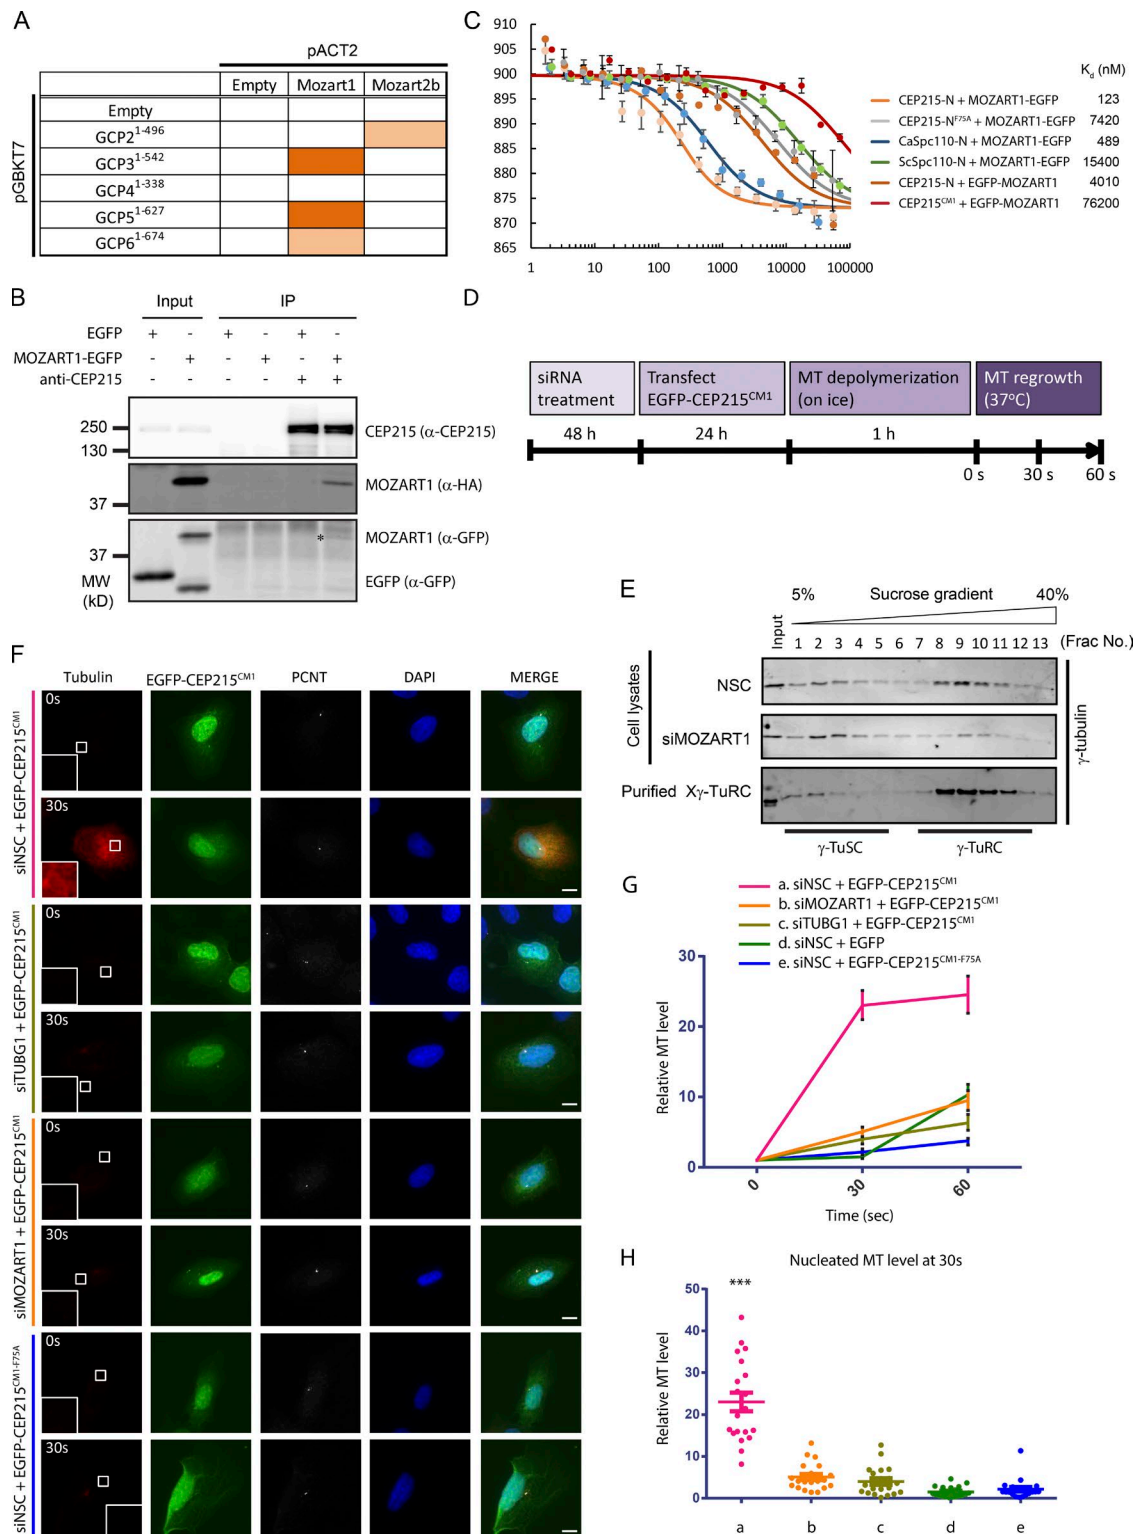 A
pACT2
Empty Mozart1 Mozart2b
pGBKT7
Empty
GCP2 1-496
GCP3 1-542
GCP4 1-338
GCP5 1-627
GCP6 1-674
B
Input IP
EGFP + - + - + -
MOZART1-EGFP - + - + - +
anti-CEP215 - - - - + +
250
130
CEP215 (α-CEP215)
37
MOZART1 (α-HA)
*
MOZART1 (α-GFP)
37
EGFP (α-GFP)
MW
(kD)
C
910
905
900
895
890
885
880
875
870
865
1 10 100 1000 10000 100000
Kd (nM)
CEP215-N + MOZART1-EGFP 123
CEP215-N F75A + MOZART1-EGFP 7420
CaSpc110-N + MOZART1-EGFP 489
ScSpc110-N + MOZART1-EGFP 15400
CEP215-N + EGFP-MOZART1 4010
CEP215 CM1 + EGFP-MOZART1 76200
D
siRNA
treatment
Transfect
EGFP-CEP215 CM1
MT depolymerization
(on ice)
MT regrowth
(37°C)
48 h 24 h 1 h
0 s 30 s 60 s
E
5% Sucrose gradient 40%
Input 1 2 3 4 5 6 7 8 9 10 11 12 13 (Frac No.)
Cell lysates
NSC
siMOZART1
Purified Xγ-TuRC
γ-tubulin
γ-TuSC γ-TuRC
F
Tubulin EGFP-CEP215 CM1 PCNT DAPI MERGE
siNSC + EGFP-CEP215 CM1
0s
30s
siTUBG1 + EGFP-CEP215 CM1
0s
30s
siMOZART1 + EGFP-CEP215 CM1
0s
30s
siNSC + EGFP-CEP215 CM1-F75A
0s
30s
G
a. siNSC + EGFP-CEP215 CM1
b. siMOZART1 + EGFP-CEP215 CM1
c. siTUBG1 + EGFP-CEP215 CM1
d. siNSC + EGFP
e. siNSC + EGFP-CEP215 CM1-F75A
Relative MT level
30
20
10
0
0 30 60
Time (sec)
H
Nucleated MT level at 30s
***
Relative MT level
50
40
30
20
10
0
a b c d e